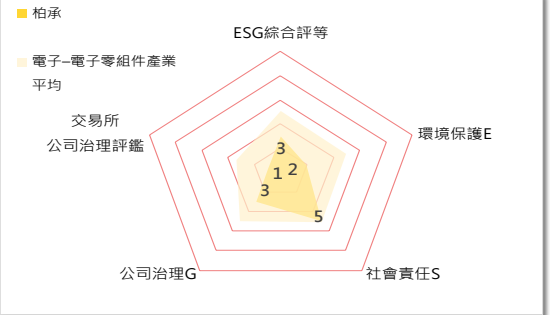 柏承
電子–電子零組件產業
平均
ESG綜合評等
交易所
公司治理評鑑
環境保護E
3
1
2
3
5
公司治理G
社會責任S